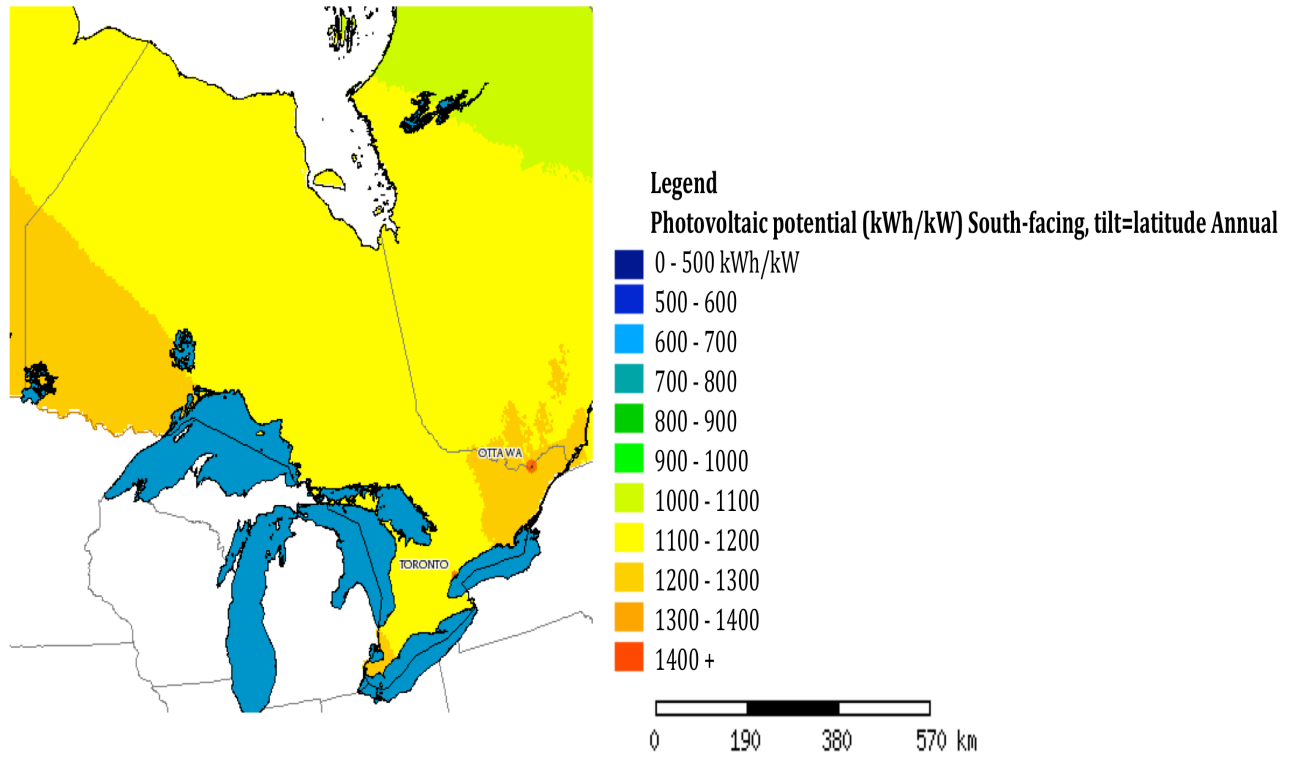 Legend
Photovoltaic potential (kWh/kW) South-facing, tilt=latitude Annual
0 - 500 kWh/kW
500 - 600
600 - 700
700 - 800
800 - 900
900 - 1000
1000 - 1100
1100 - 1200
1200 - 1300
1300 - 1400
1400 +
OTTAWA
TORONTO
0 190 380 570 km